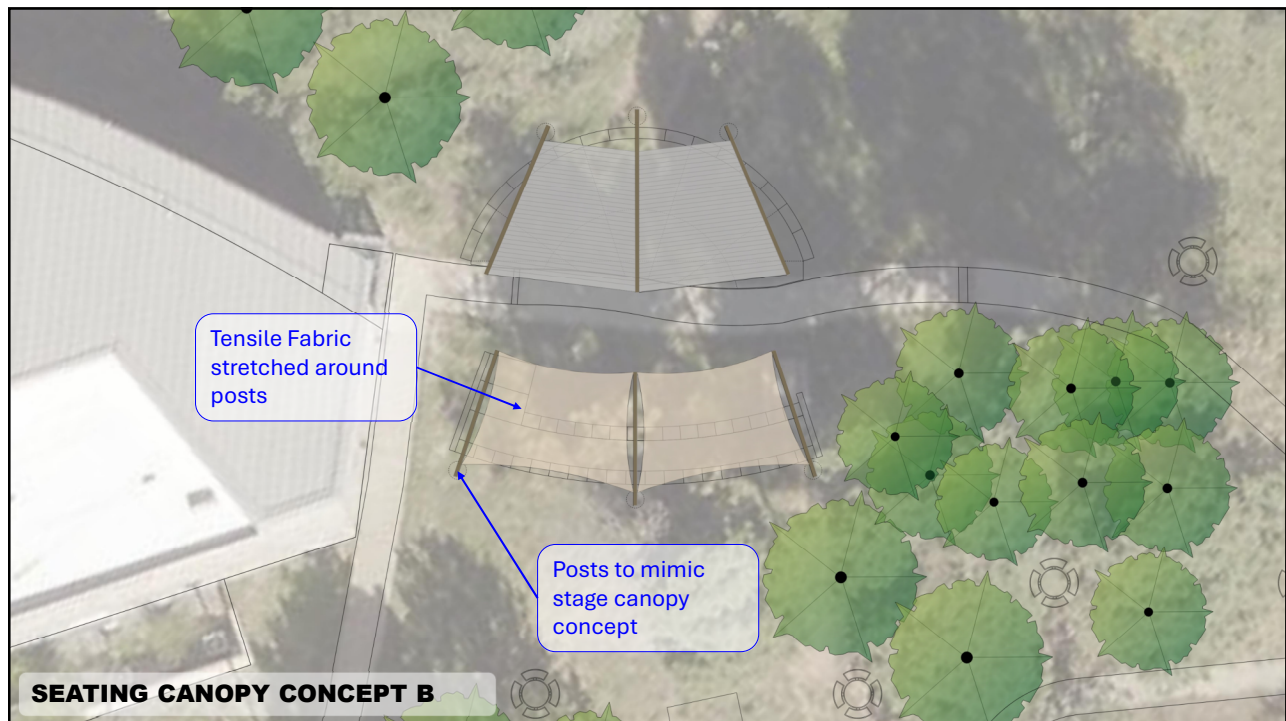 Tensile Fabric
stretched around
posts
Posts to mimic
stage canopy
concept
SEATING CANOPY CONCEPT B